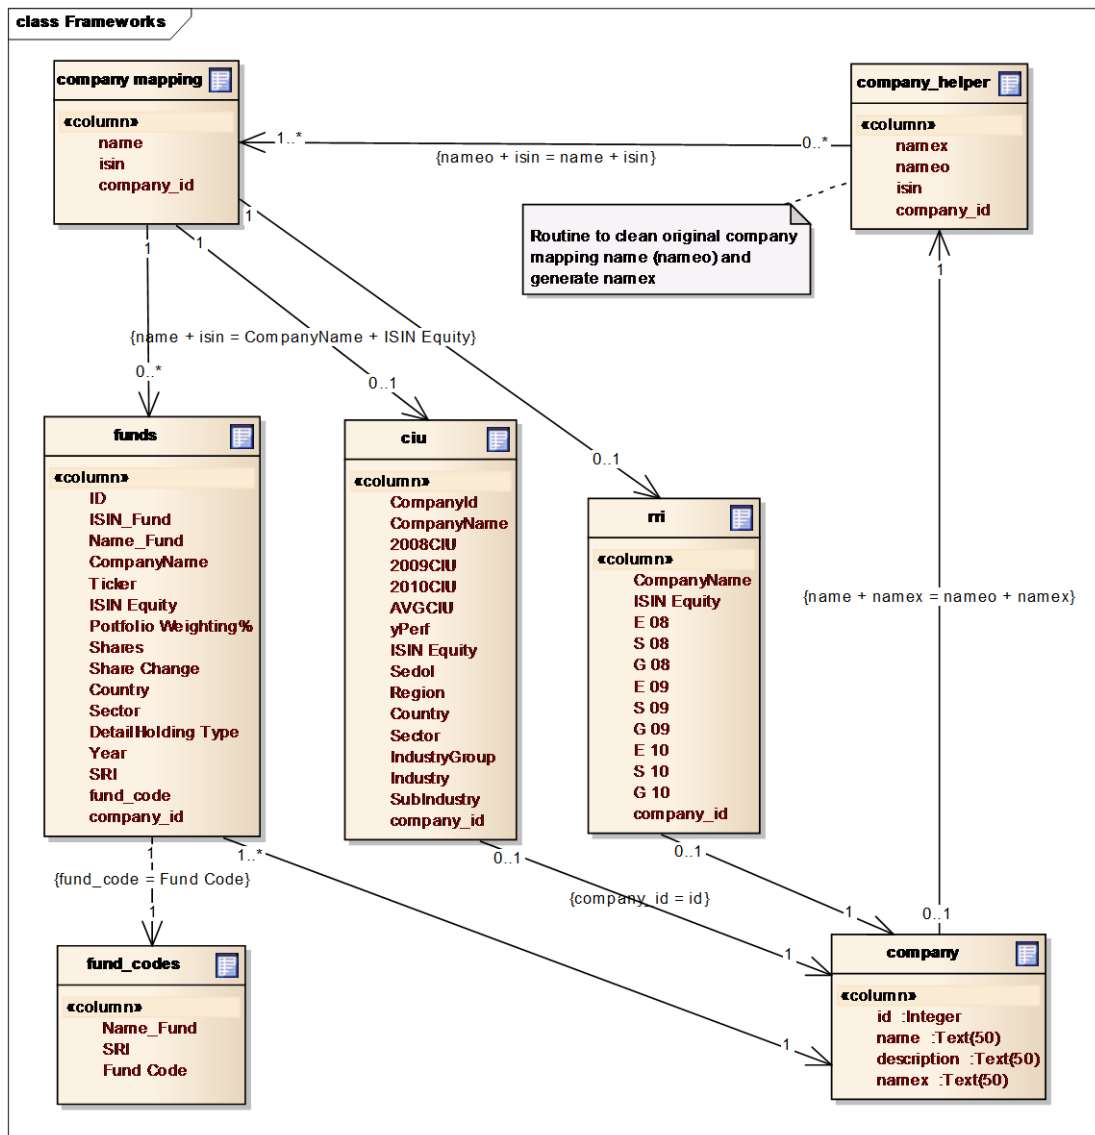 class Frameworks
company mapping
«column»
name
isin
company_id
company_helper
«column»
namex
nameo
isin
company_id
1..*
0..*
{nameo + isin = name + isin}
Routine to clean original company
mapping name (nameo) and
generate namex
1
1
1
1
{name + isin = CompanyName + ISIN Equity}
0..*
0..1
0..1
funds
«column»
ID
ISIN_Fund
Name_Fund
CompanyName
Ticker
ISIN Equity
Portfolio Weighting%
Shares
Share Change
Country
Sector
DetailHolding Type
Year
SRI
fund_code
company_id
ciu
«column»
CompanyId
CompanyName
2008CIU
2009CIU
2010CIU
AVGCIU
yPerf
ISIN Equity
Sedol
Region
Country
Sector
IndustryGroup
Industry
SubIndustry
company_id
rri
«column»
CompanyName
ISIN Equity
E 08
S 08
G 08
E 09
S 09
G 09
E 10
S 10
G 10
company_id
{name + namex = nameo + namex}
1
1..*
0..1
0..1
{fund_code = Fund Code}
{company_id = id}
1
1
0..1
1
1
fund_codes
«column»
Name_Fund
SRI
Fund Code
company
«column»
id :Integer
name :Text(50)
description :Text(50)
namex :Text(50)